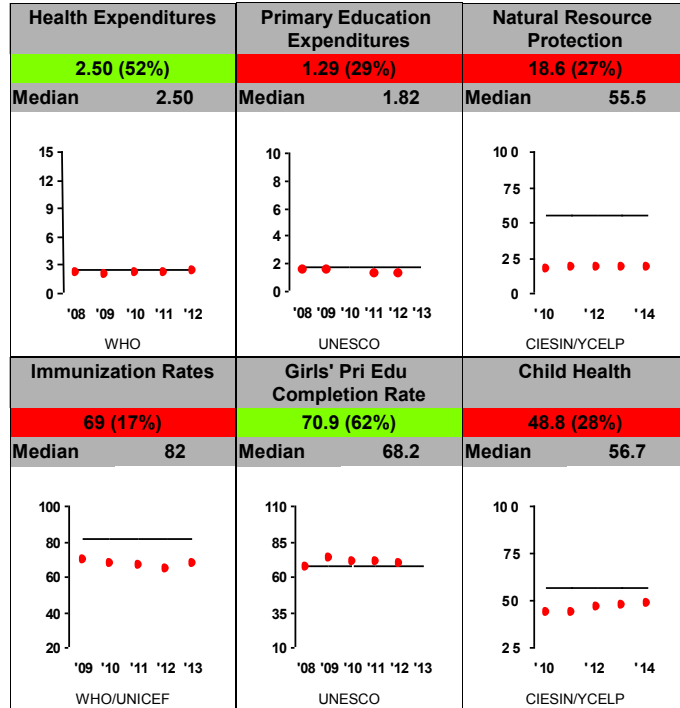 Health Expenditures
2.50 (52%)
Median 2.50
15
12
9
6
3
0
'08 '09 '10 '11 '12
WHO
Primary Education
Expenditures
1.29 (29%)
Median 1.82
10
8
6
4
2
0
'08 '09 '10 '11 '12 '13
UNESCO
Natural Resource
Protection
18.6 (27%)
Median 55.5
100
75
50
25
0
'10 '12 '14
CIESIN/YCELP
Immunization Rates
69 (17%)
Median 82
100
80
60
40
20
'09 '10 '11 '12 '13
WHO/UNICEF
Girls' Pri Edu
Completion Rate
70.9 (62%)
Median 68.2
110
85
60
35
10
'08 '09 '10 '11 '12 '13
UNESCO
Child Health
48.8 (28%)
Median 56.7
100
75
50
25
'10 '12 '14
CIESIN/YCELP